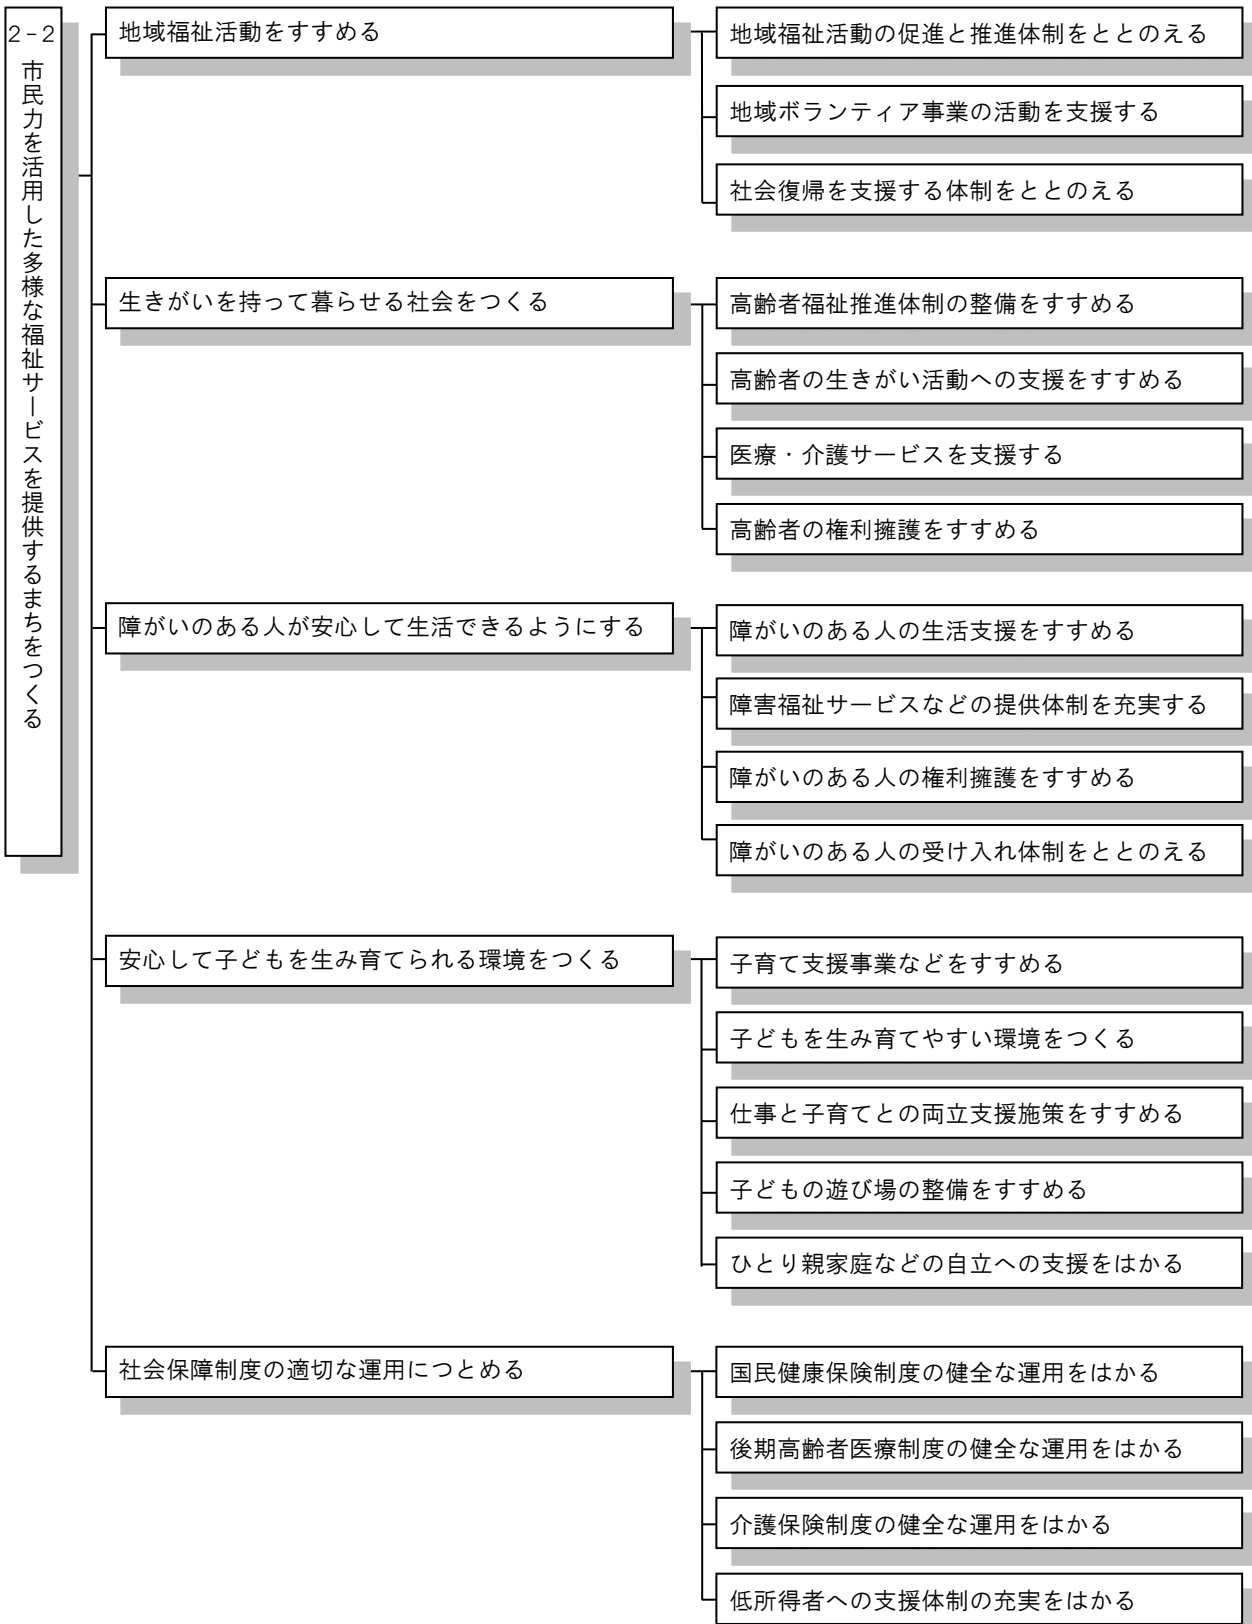 2-2
市民力を活用した多様な福祉サービスを提供するまちをつくる
地域福祉活動をすすめる
地域福祉活動の促進と推進体制をととのえる
地域ボランティア事業の活動を支援する
社会復帰を支援する体制をととのえる
生きがいを持って暮らせる社会をつくる
高齢者福祉推進体制の整備をすすめる
高齢者の生きがい活動への支援をすすめる
医療・介護サービスを支援する
高齢者の権利擁護をすすめる
障がいのある人が安心して生活できるようにする
障がいのある人の生活支援をすすめる
障害福祉サービスなどの提供体制を充実する
障がいのある人の権利擁護をすすめる
障がいのある人の受け入れ体制をととのえる
安心して子どもを生み育てられる環境をつくる
子育て支援事業などをすすめる
子どもを生み育てやすい環境をつくる
仕事と子育てとの両立支援施策をすすめる
子どもの遊び場の整備をすすめる
ひとり親家庭などの自立への支援をはかる
社会保障制度の適切な運用につとめる
国民健康保険制度の健全な運用をはかる
後期高齢者医療制度の健全な運用をはかる
介護保険制度の健全な運用をはかる
低所得者への支援体制の充実をはかる